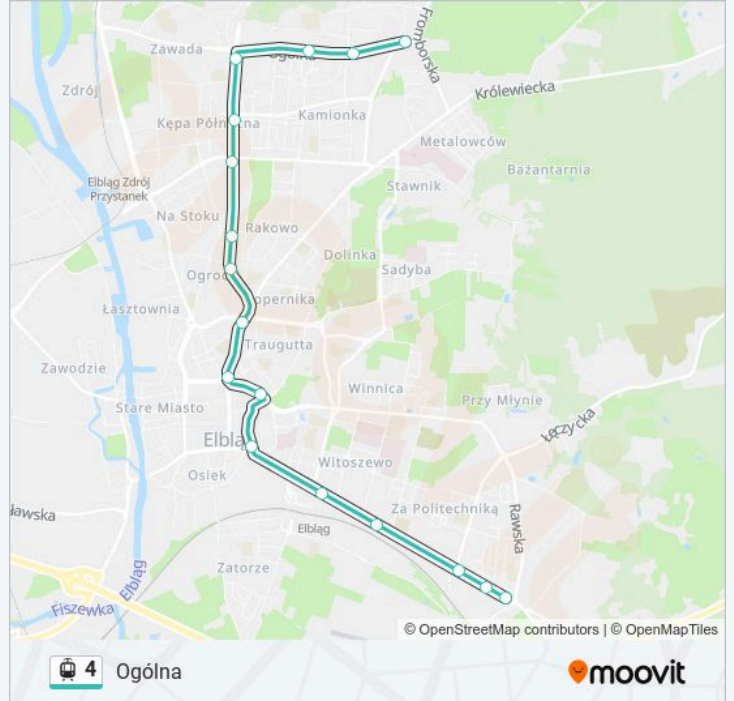 Fromborska
Zawada
Ogólna
Królewiecka
Zdrój
Kamionka
Kępa Północna
Metalowców
Bażantarnia
Elbląg Zdrój
Przystanek
Stawnik
Na Stoku
Rakowo
Dolinka
Sadyba
Ogrod
opernika
Łasztownia
Traugutta
Zawodzie
Winnica
Przy Młynie
Stare Miasto
Łęczycka
Elbląg
Witoszewo
Osiek
Za Politechniką
ławska
Rawska
Elbląg
Zatorze
Elbląg
Fiszewka
© OpenStreetMap contributors | © OpenMapTiles
4 Ogólna
moovit